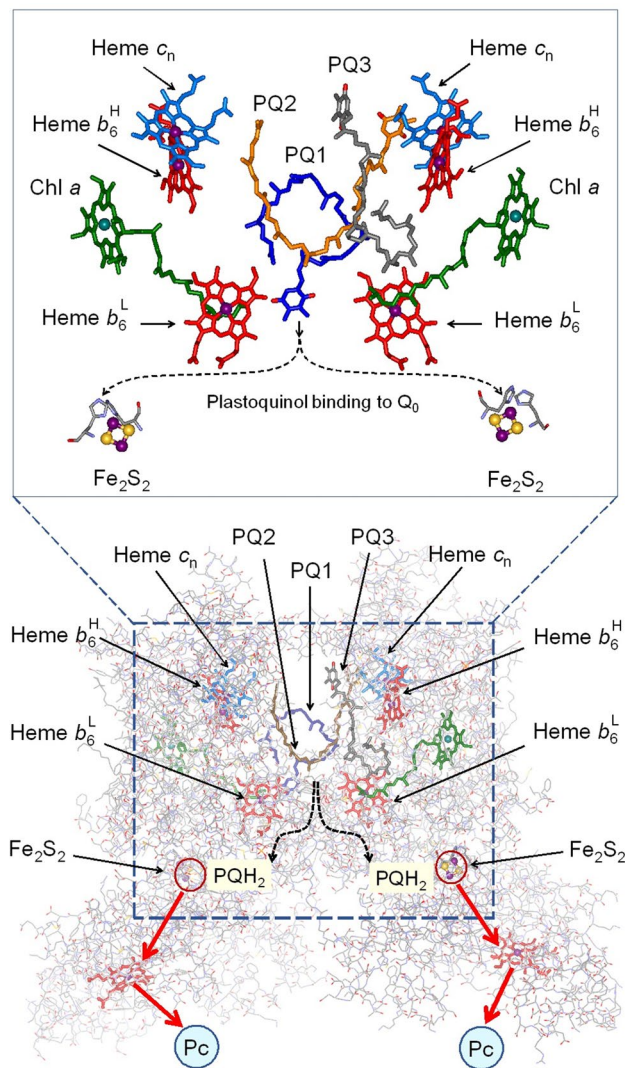 Heme cn
PQ3
Heme cn
PQ2
Heme b6H
PQ1
Heme b6H
Chl a
Chl a
Heme b6L
Heme b6L
Plastoquinol binding to Q0
Fe2S2
Fe2S2
PQ2
PQ3
Heme cn
PQ1
Heme cn
Heme b6H
Heme b6H
Heme b6L
Heme b6L
Fe2S2
Fe2S2
PQH2
PQH2
Pc
Pc